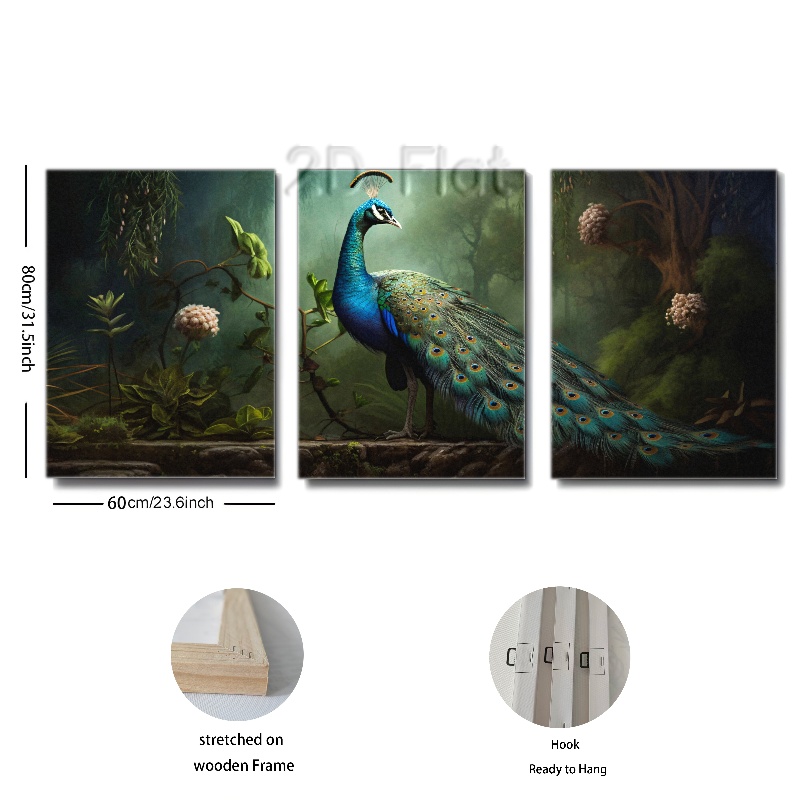 2D Flat
80cm/31.5inch
60cm/23.6inch
stretched on
wooden Frame
Hook
Ready to Hang